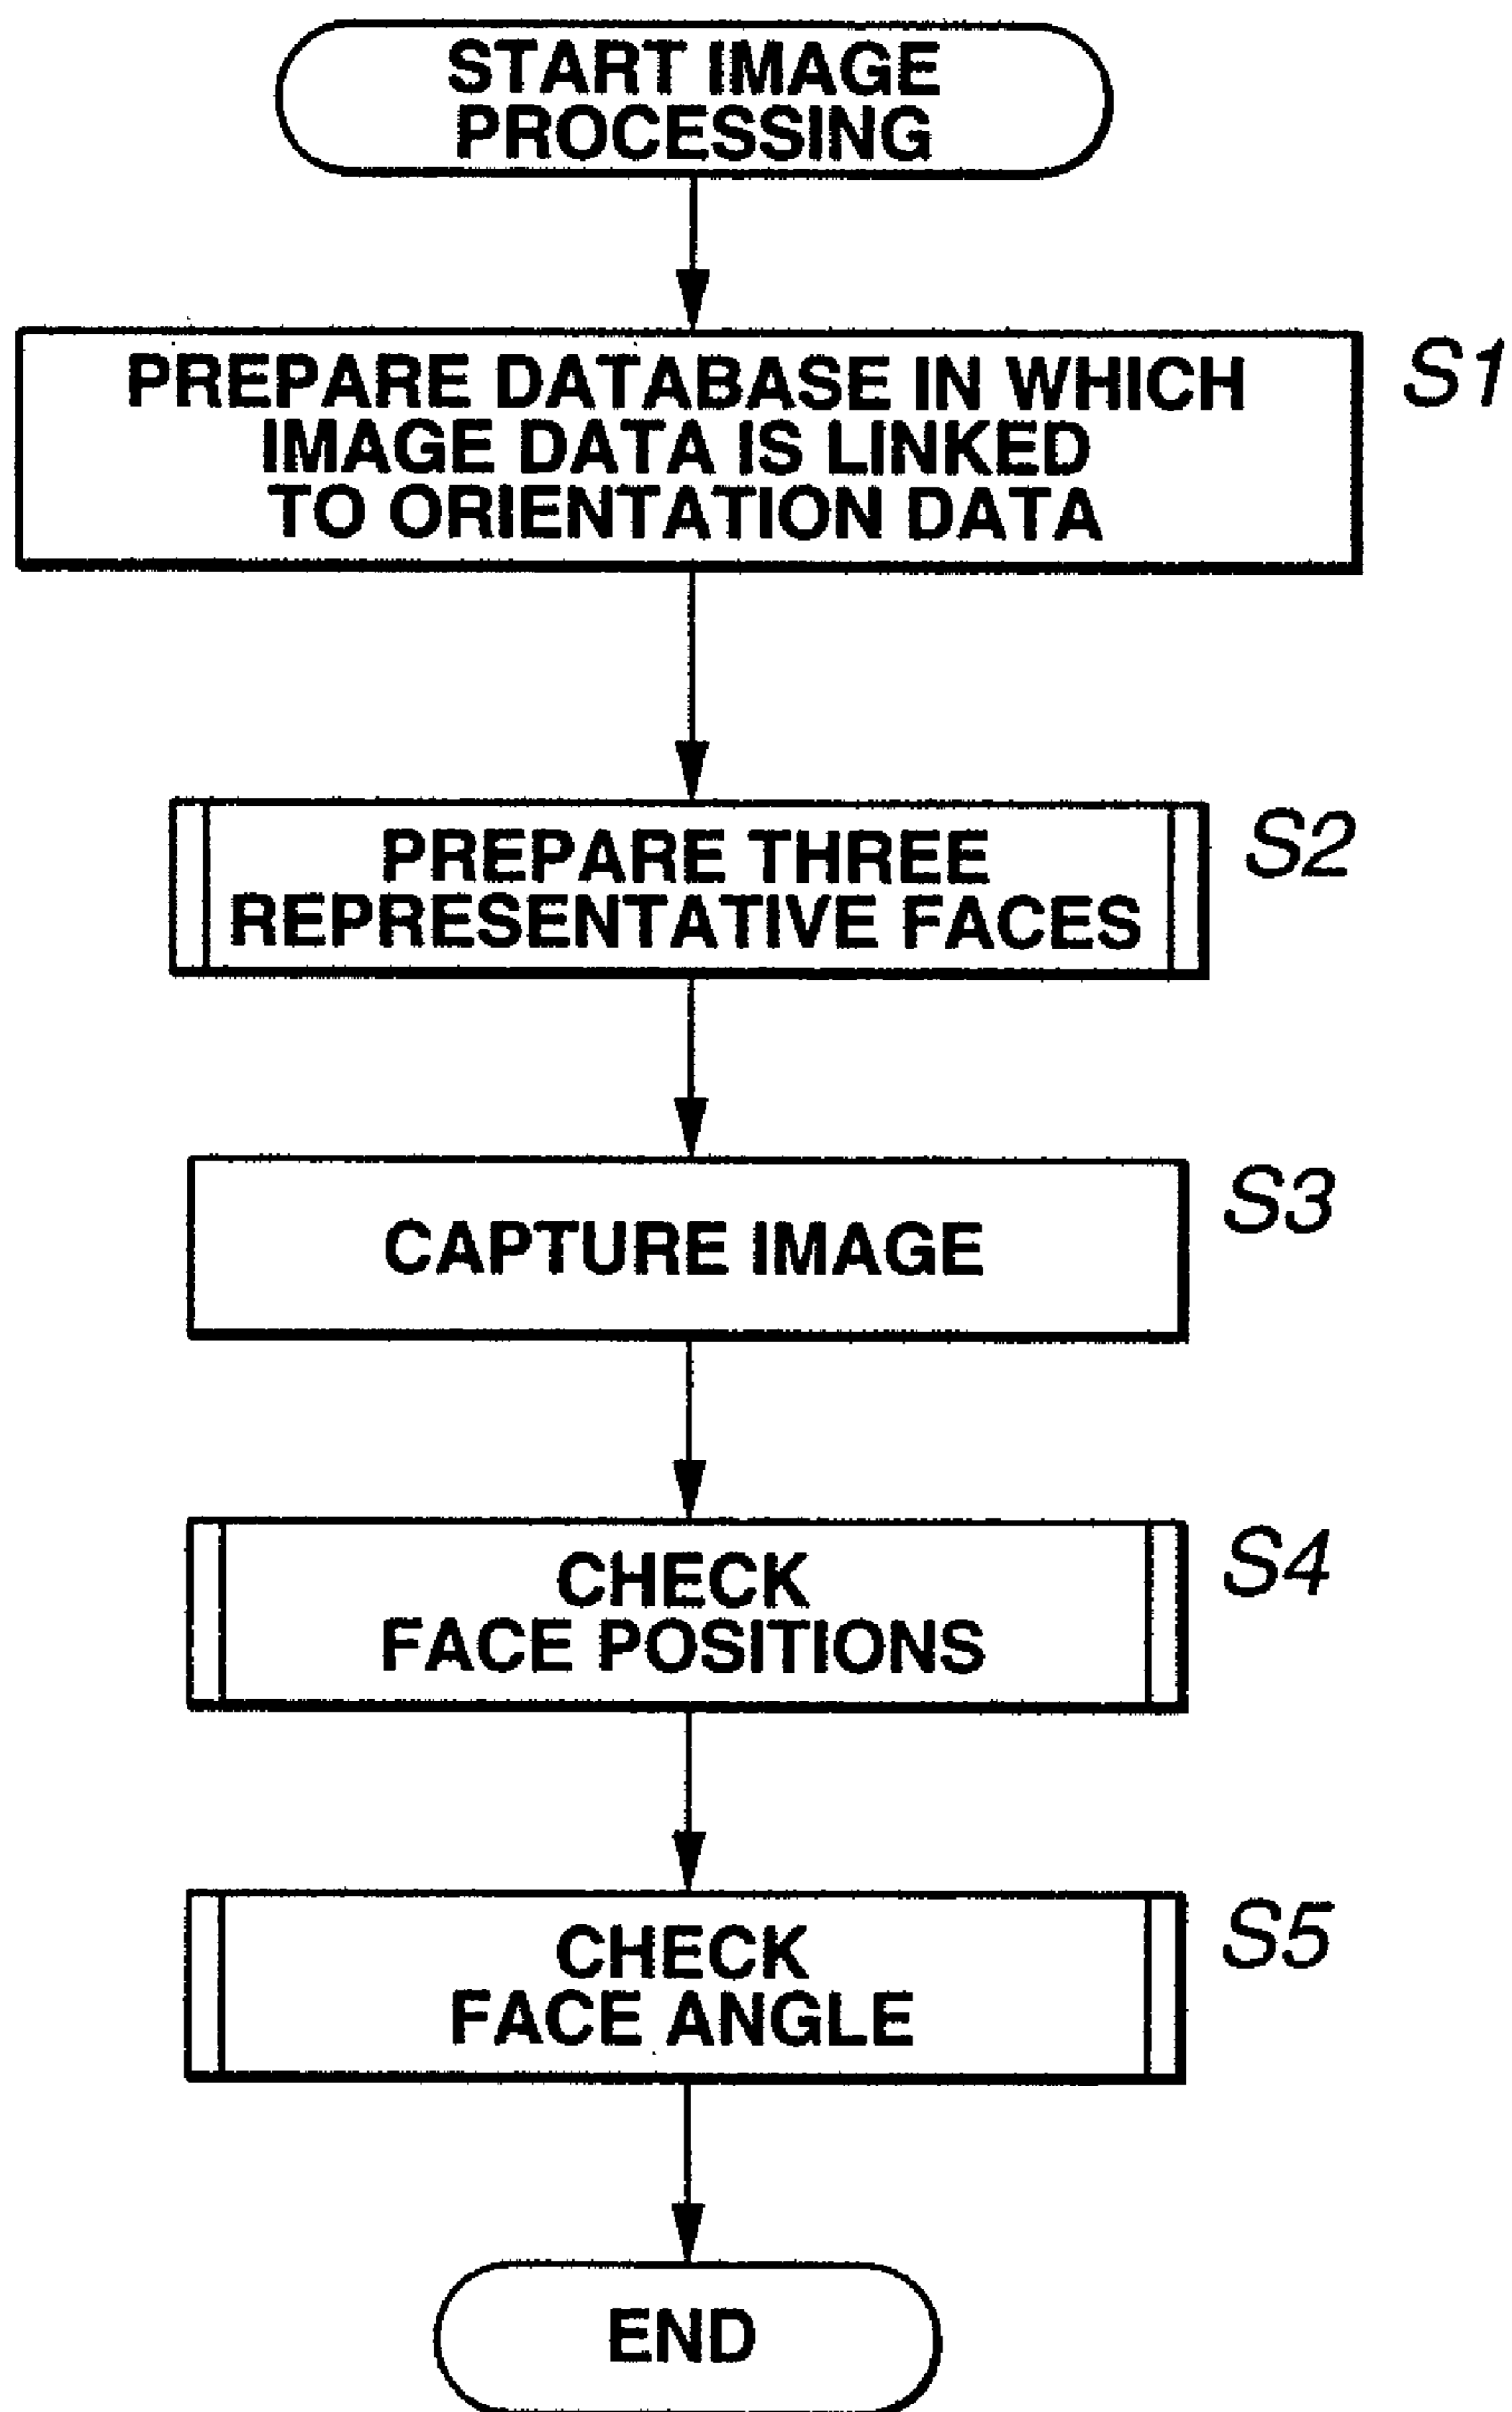 START IMAGE
PROCESSING
PREPARE DATABASE IN WHICH
IMAGE DATA IS LINKED
TO ORIENTATION DATA
S1
PREPARE THREE
REPRESENTATIVE FACES
S2
CAPTURE IMAGE
S3
CHECK
FACE POSITIONS
S4
CHECK
FACE ANGLE
S5
END